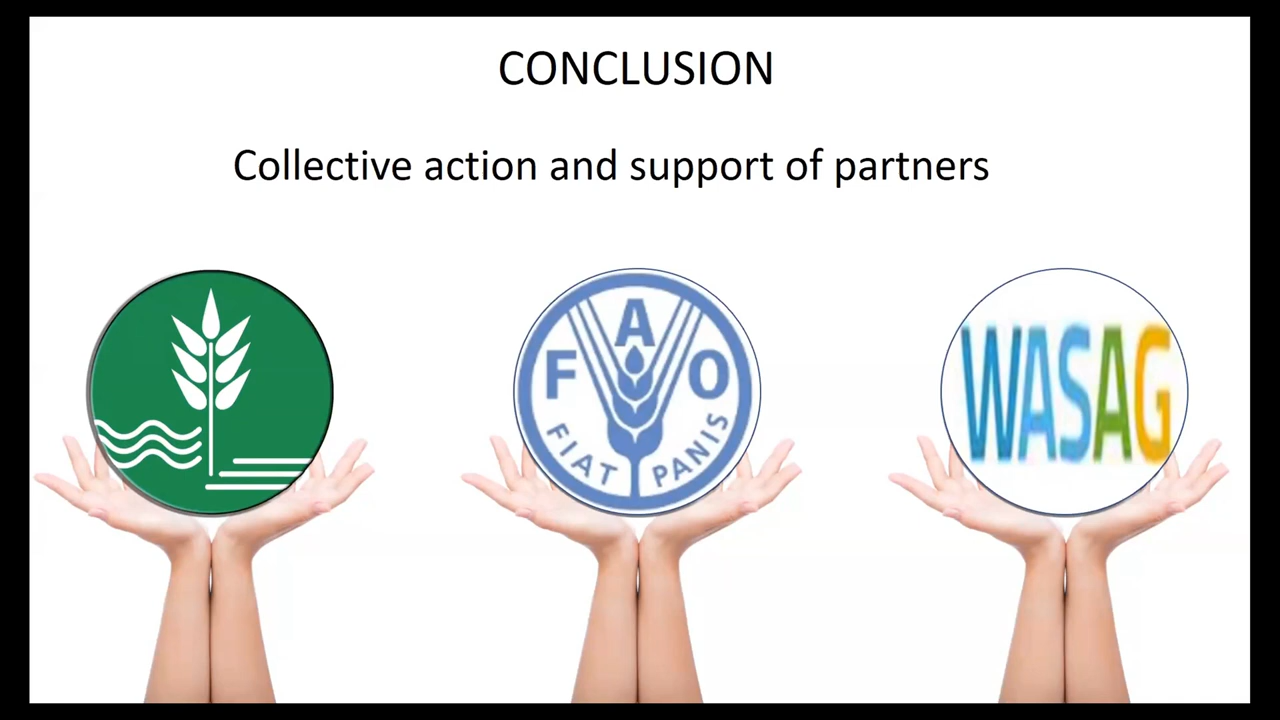 CONCLUSION
Collective action and support of partners
F A O
FIAT PANIS
WASAG